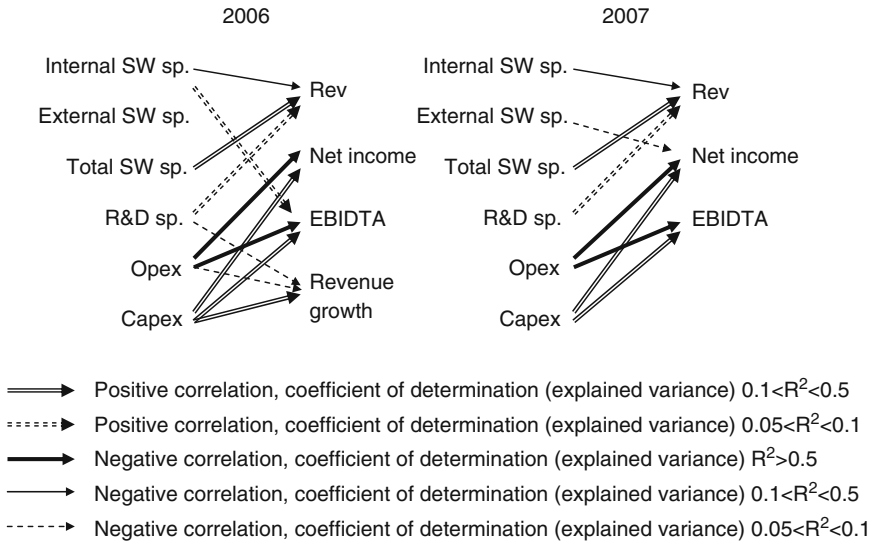 2006
Internal SW sp.
External SW sp.
Total SW sp.
R&D sp.
Opex
Capex
Rev
Net income
EBIDTA
Revenue
growth
2007
Internal SW sp.
External SW sp.
Total SW sp.
R&D sp.
Opex
Capex
Rev
Net income
EBIDTA
Positive correlation, coefficient of determination (explained variance) 0.1<R²<0.5
Positive correlation, coefficient of determination (explained variance) 0.05<R²<0.1
Negative correlation, coefficient of determination (explained variance) R²>0.5
Negative correlation, coefficient of determination (explained variance) 0.1<R²<0.5
Negative correlation, coefficient of determination (explained variance) 0.05<R²<0.1